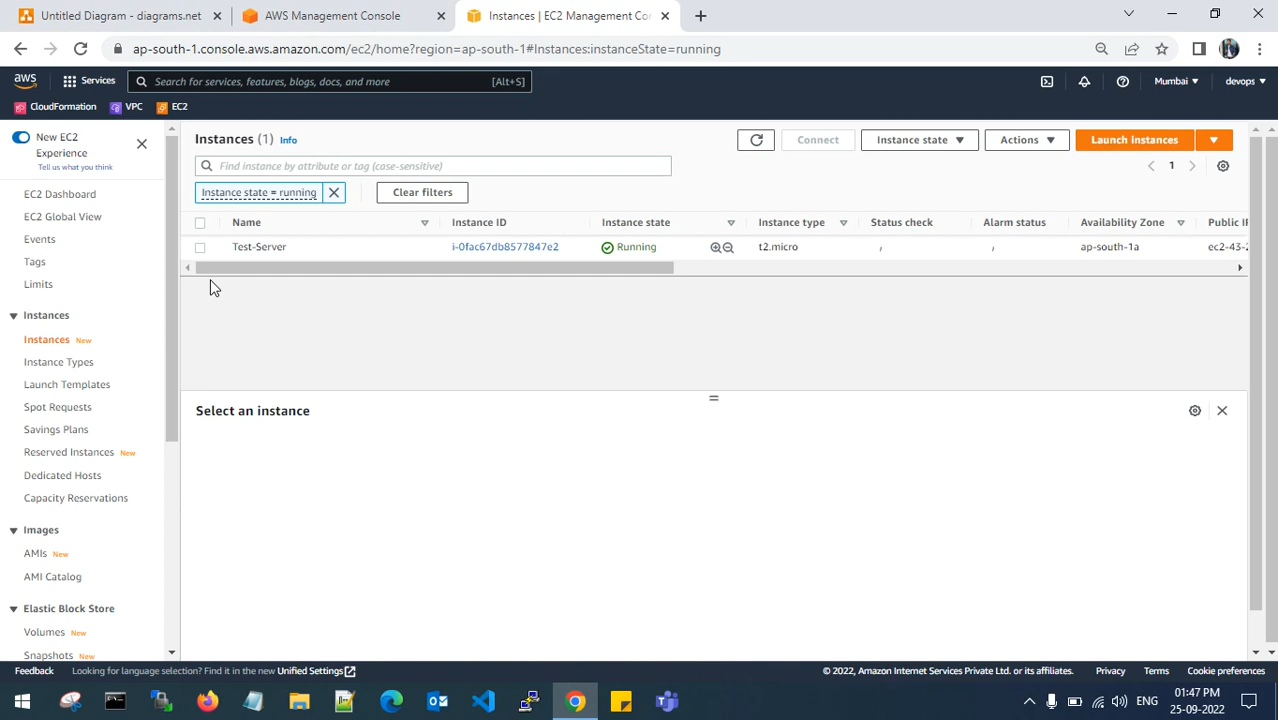 Untitled Diagram - diagrams.net
AWS Management Console
Instances | EC2 Management Co
ap-south-1.console.aws.amazon.com/ec2/home?region=ap-south-1#Instances:instanceState=running
aws
Services
Search for services, features, blogs, docs, and more
[Alt+S]
Mumbai
devops
CloudFormation
VPC
EC2
New EC2
Experience
Tell us what you think
EC2 Dashboard
EC2 Global View
Events
Tags
Limits
Instances
Instances New
Instance Types
Launch Templates
Spot Requests
Savings Plans
Reserved Instances New
Dedicated Hosts
Capacity Reservations
Images
AMIs New
AMI Catalog
Elastic Block Store
Volumes New
Snapshots New
Instances (1) Info
Connect
Instance state
Actions
Launch instances
Find instance by attribute or tag (case-sensitive)
1
Instance state = running
Clear filters
Name
Instance ID
Instance state
Instance type
Status check
Alarm status
Availability Zone
Public IP
Test-Server
i-0fac67db8577847e2
Running
t2.micro
ap-south-1a
ec2-43-2
Select an instance
Feedback
Looking for language selection? Find it in the new Unified Settings
© 2022, Amazon Internet Services Private Ltd. or its affiliates.
Privacy
Terms
Cookie preferences
ENG
01:47 PM
25-09-2022